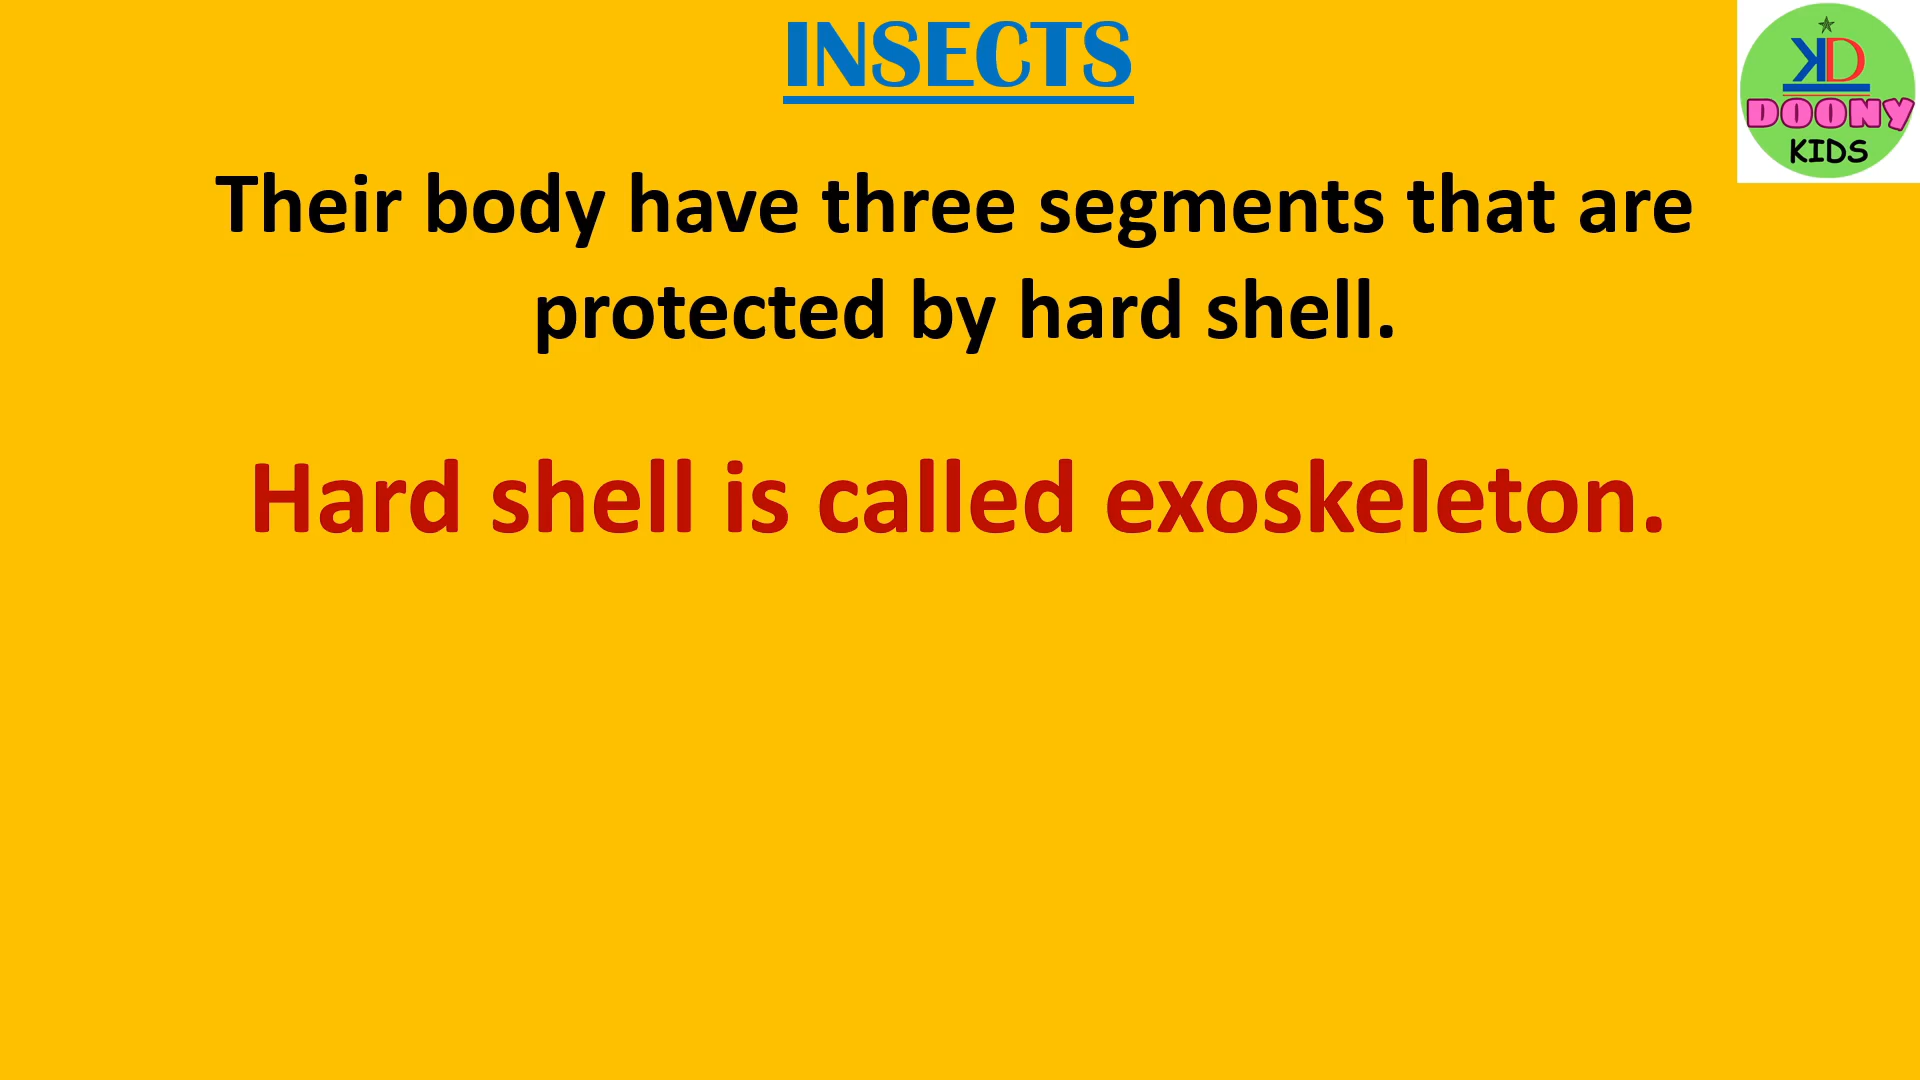 INSECTS
KD
DOONY
KIDS
Their body have three segments that are
protected by hard shell.
Hard shell is called exoskeleton.